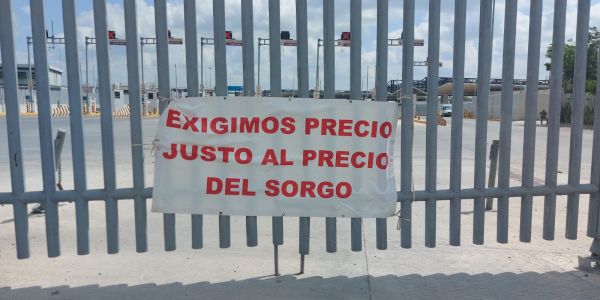 EXIGIMOS PRECIO
JUSTO AL PRECIO
DEL SORGO